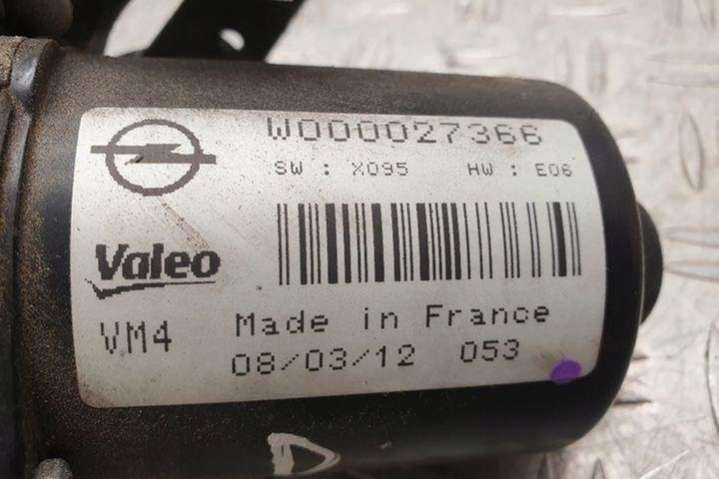 W000027366
SW : X095 HW : E06
Valeo
VM4
Made in France
08/03/12 053
D